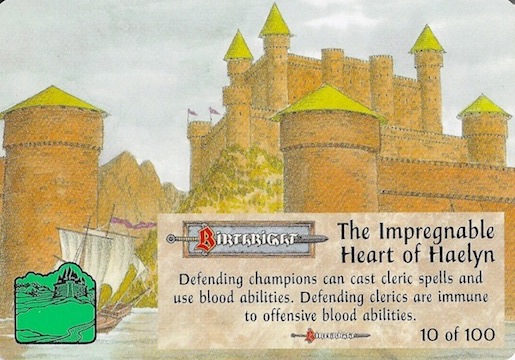 Birthright
The Impregnable
Heart of Haelyn
Defending champions can cast cleric spells and
use blood abilities. Defending clerics are immune
to offensive blood abilities.
Birthright
10 of 100